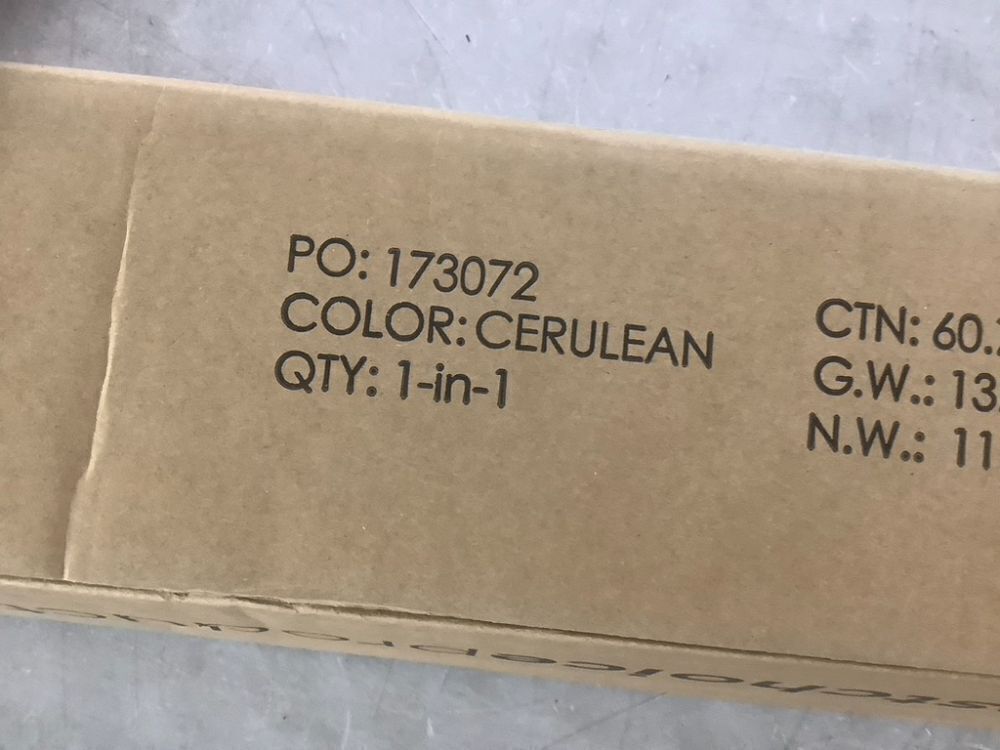 PO: 173072
COLOR: CERULEAN
QTY: 1-in-1
CTN: 60.
G.W.: 13
N.W.: 11